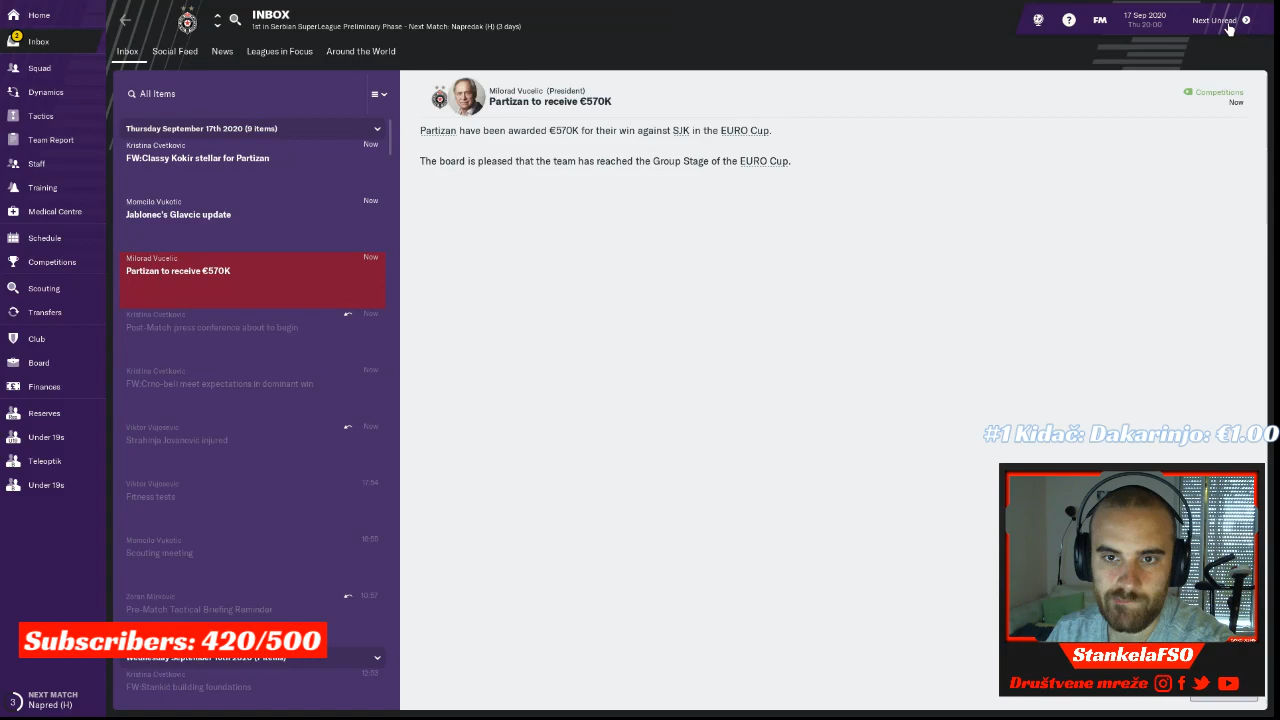 Home
Inbox
2
Squad
Dynamics
Tactics
Team Report
Staff
Training
Medical Centre
Schedule
Competitions
Scouting
Transfers
Club
Board
Finances
Reserves
Under 19s
Teleoptik
Under 19s
3
NEXT MATCH
Napred (H)
INBOX
1st in Serbian SuperLeague Preliminary Phase - Next Match: Napredak (H) (3 days)
FM
17 Sep 2020
Thu 20:00
Next Unread
Inbox
Social Feed
News
Leagues in Focus
Around the World
All Items
Thursday September 17th 2020 (9 items)
Kristina Cvetkovic
Now
FW:Classy Kokir stellar for Partizan
Momcilo Vukotic
Now
Jablonec's Glavcic update
Milorad Vucelic
Now
Partizan to receive €570K
Kristina Cvetkovic
Now
Post-Match press conference about to begin
Kristina Cvetkovic
Now
FW:Crno-beli meet expectations in dominant win
Viktor Vujosevic
Now
Strahinja Jovanovic injured
Viktor Vujosevic
17:54
Fitness tests
Momcilo Vukotic
16:55
Scouting meeting
Zoran Mirkovic
10:57
Pre-Match Tactical Briefing Reminder
Wednesday September 16th 2020 (7 items)
Kristina Cvetkovic
12:53
FW:Stankić building foundations
Subscribers: 420/500
Milorad Vucelic (President)
Partizan to receive €570K
Competitions
Now
Partizan have been awarded €570K for their win against SJK in the EURO Cup.
The board is pleased that the team has reached the Group Stage of the EURO Cup.
#1 Kidač: Dakarinjo: €1.00
StankelaFSO
Društvene mreže